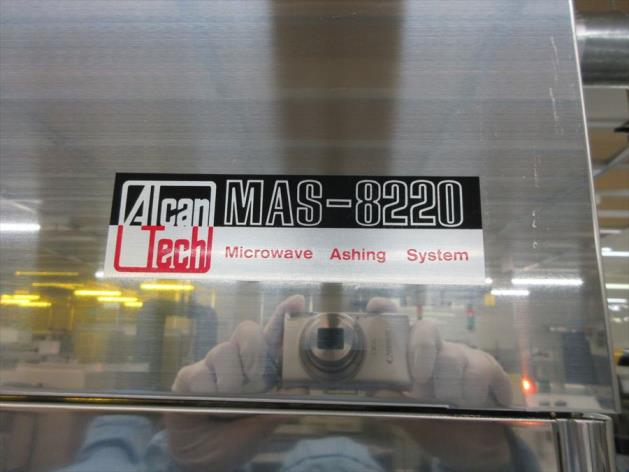 Alcan
Tech
MAS-8220
Microwave Ashing System